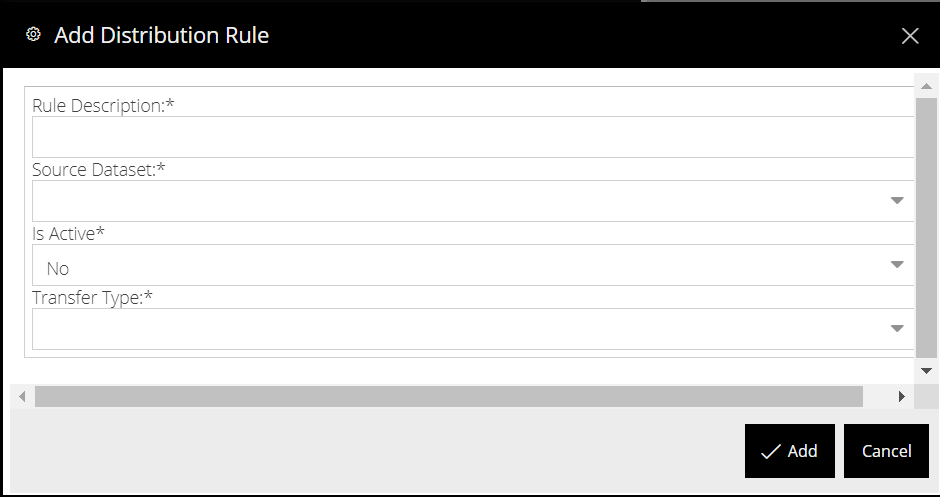 Add Distribution Rule
Rule Description:*
Source Dataset:*
Is Active*
No
Transfer Type:*
Add
Cancel